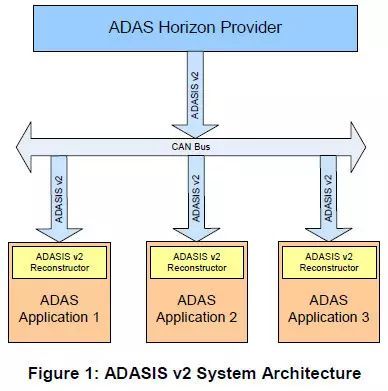 ADAS Horizon Provider
ADASIS v2
CAN Bus
ADASIS v2
ADASIS v2
ADASIS v2
ADASIS v2
Reconstructor
ADAS
Application 1
ADASIS v2
Reconstructor
ADAS
Application 2
ADASIS v2
Reconstructor
ADAS
Application 3
Figure 1: ADASIS v2 System Architecture